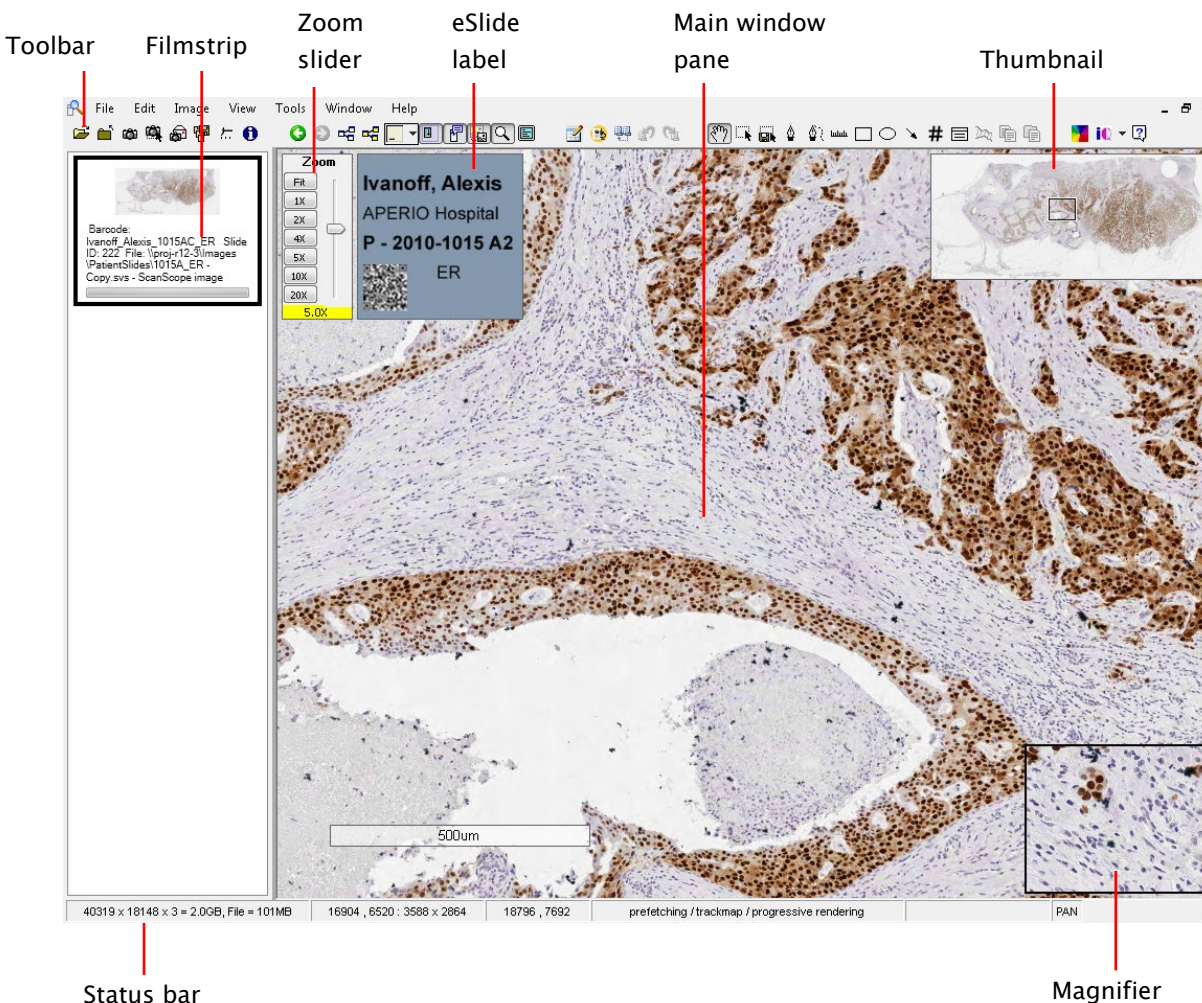 Zoom
eSlide
Main window
Toolbar
Filmstrip
slider
label
pane
Thumbnail
File Edit Image View Tools Window Help
iQ
Zoom
Fit
1X
2X
4X
5X
10X
20X
5.0X
Ivanoff, Alexis
APERIO Hospital
P - 2010-1015 A2
ER
Barcode:
Ivanoff_Alexis_1015AC_ER Slide
ID: 222 File: \\proj-r12-3\Images
\PatientSlides\1015A_ER -
Copy.svs - ScanScope image
500um
40319 x 18148 x 3 = 2.0GB, File = 101MB
16904 , 6520 : 3588 x 2864
18796 , 7692
prefetching / trackmap / progressive rendering
PAN
Status bar
Magnifier